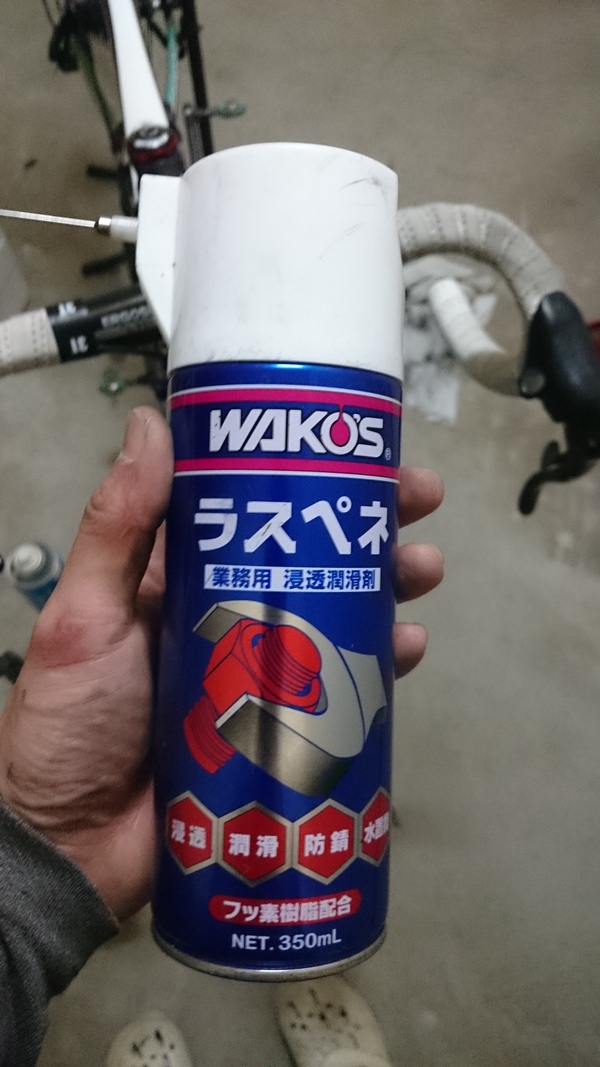 WAKO'S®
ラスペネ
業務用 浸透潤滑剤
浸透 潤滑 防錆
フッ素樹脂配合
NET. 350mL
31